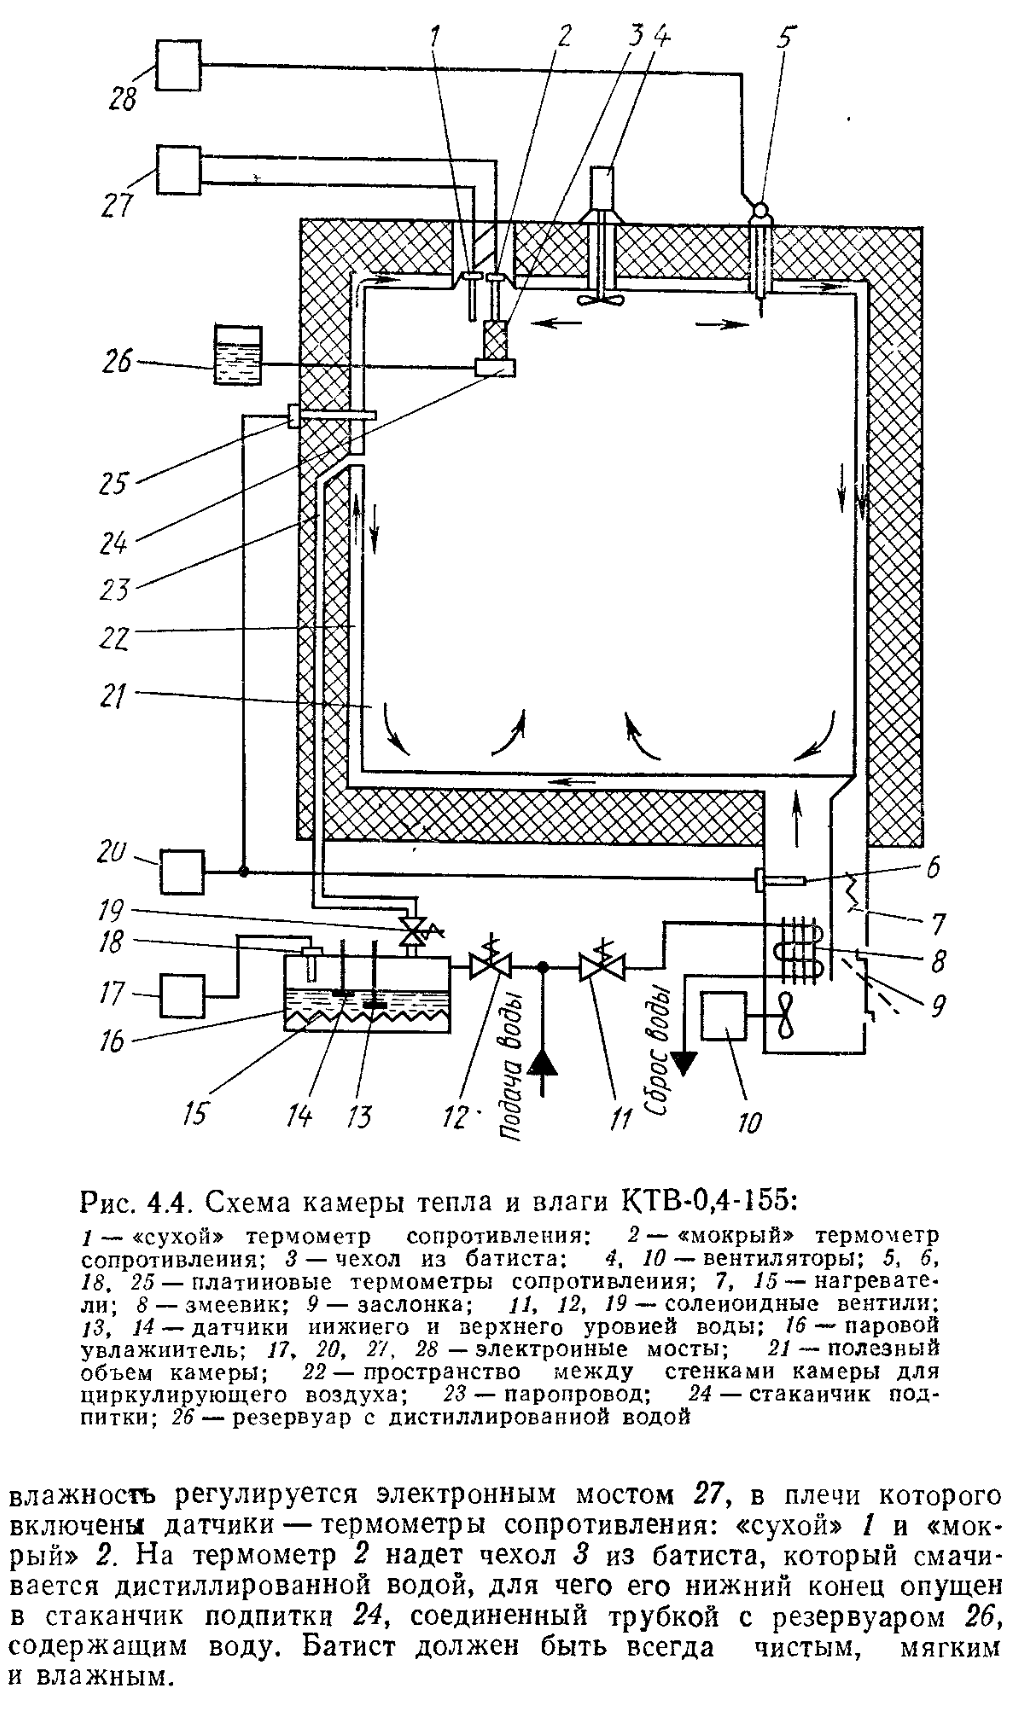 1 2 3 4 5
28
27
26
25
24
23
22
21
20
6
19
7
18
8
17
9
16
15 14 13 12 11 10
Подача воды
Сброс воды
Рис. 4.4. Схема камеры тепла и влаги КТВ-0,4-155:
1 — «сухой» термометр сопротивления; 2 — «мокрый» термометр
сопротивления; 3 — чехол из батиста; 4, 10 — вентиляторы; 5, 6,
18, 25 — платиновые термометры сопротивления; 7, 15 — нагревате-
ли; 8 — змеевик; 9 — заслонка; 11, 12, 19 — соленоидные вентили;
13, 14 — датчики нижнего и верхнего уровней воды; 16 — паровой
увлажнитель; 17, 20, 27, 28 — электронные мосты; 21 — полезный
объем камеры; 22 — пространство между стенками камеры для
циркулирующего воздуха; 23 — паропровод; 24 — стаканчик под-
питки; 26 — резервуар с дистиллированной водой
влажность регулируется электронным мостом 27, в плечи которого
включены датчики — термометры сопротивления: «сухой» 1 и «мок-
рый» 2. На термометр 2 надет чехол 3 из батиста, который смачи-
вается дистиллированной водой, для чего его нижний конец опущен
в стаканчик подпитки 24, соединенный трубкой с резервуаром 26,
содержащим воду. Батист должен быть всегда чистым, мягким
и влажным.